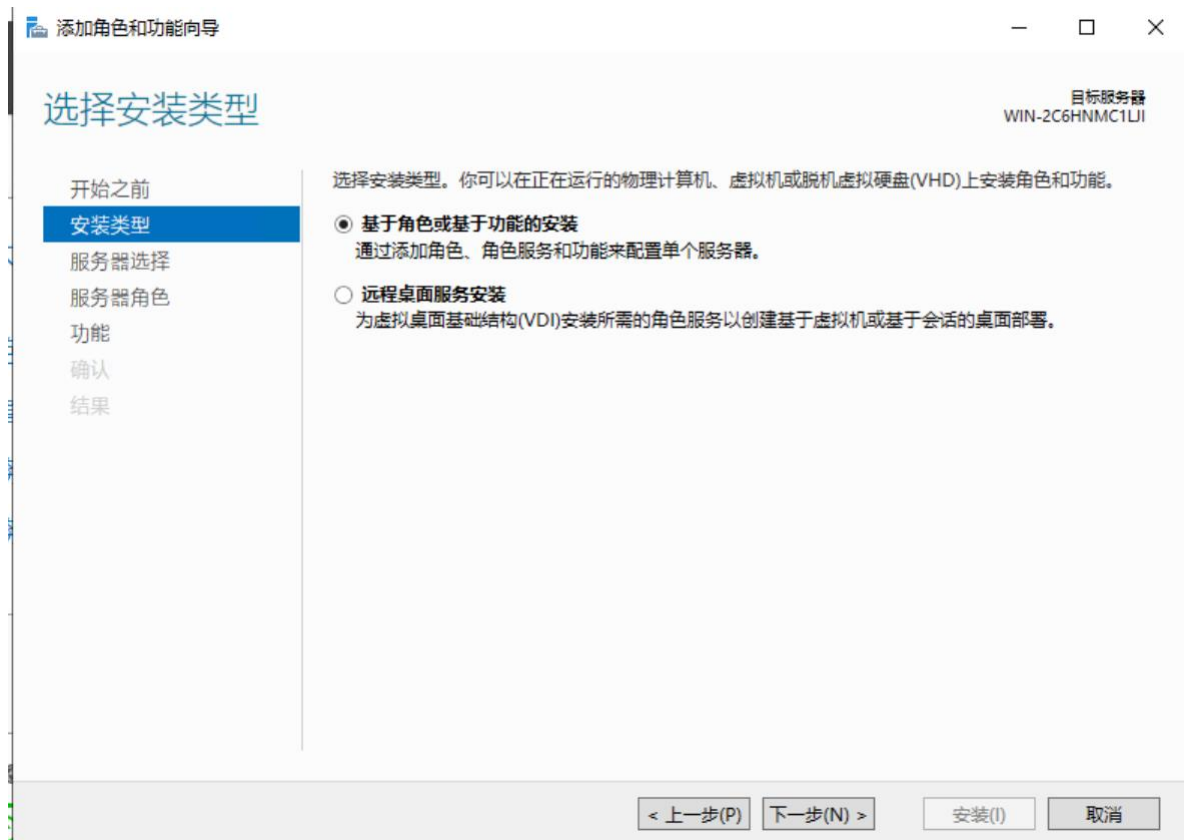 添加角色和功能向导
选择安装类型
目标服务器
WIN-2C6HNMC1LJI
开始之前
安装类型
服务器选择
服务器角色
功能
确认
结果
选择安装类型。你可以在正在运行的物理计算机、虚拟机或脱机虚拟硬盘(VHD)上安装角色和功能。
基于角色或基于功能的安装
通过添加角色、角色服务和功能来配置单个服务器。
远程桌面服务安装
为虚拟桌面基础结构(VDI)安装所需的角色服务以创建基于虚拟机或基于会话的桌面部署。
< 上一步(P) 下一步(N) > 安装(I) 取消